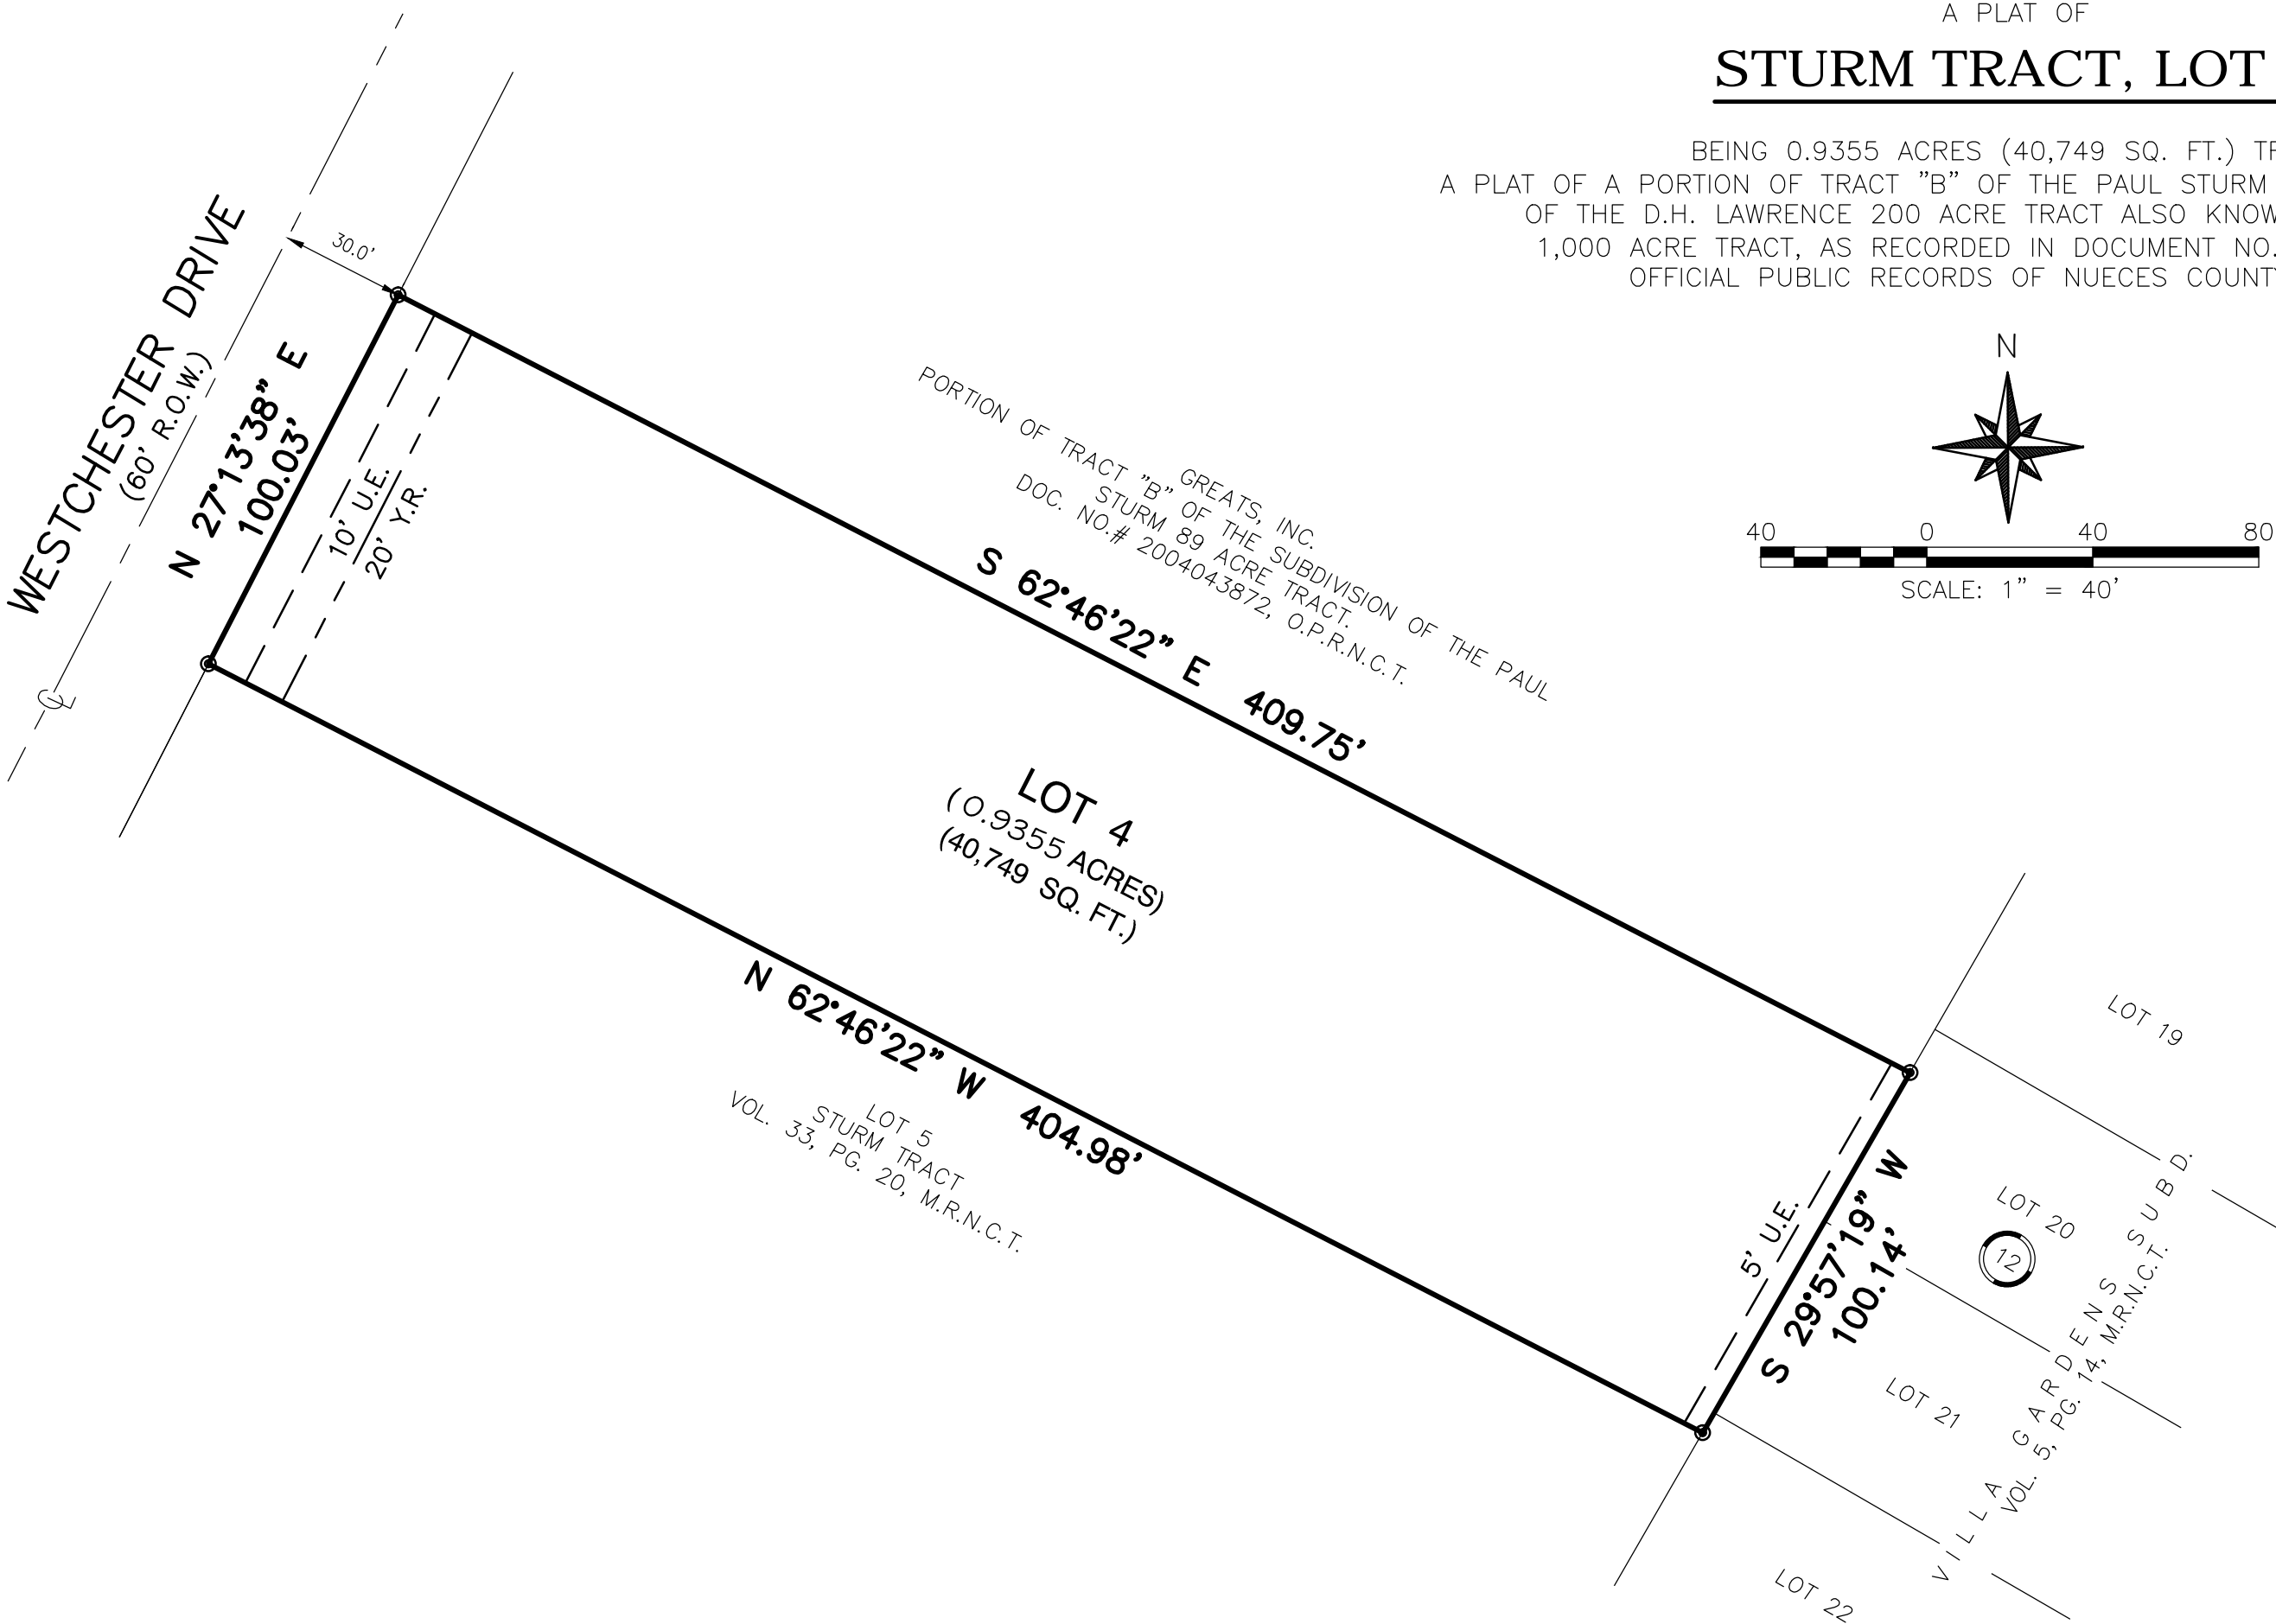 A PLAT OF
STURM TRACT, LOT
BEING 0.9355 ACRES (40,749 SQ. FT.)
A PLAT OF A PORTION OF TRACT "B" OF THE PAUL STURM
OF THE D.H. LAWRENCE 200 ACRE TRACT ALSO
1,000 ACRE TRACT, AS RECORDED IN DOCUMENT NO.
OFFICIAL PUBLIC RECORDS OF NUECES
N
40 0 40 80
SCALE: 1" = 40'
WESTCHESTER DRIVE
(60' R.O.W.)
30.0'
N 27°13'38" E
100.03'
10' U.E.
20' Y.R.
℄
GREATS, INC.
PORTION OF TRACT "B" OF THE SUBDIVISION OF THE PAUL
STURM 89 ACRE TRACT.
DOC. NO.# 2004043872, O.P.R.N.C.T.
S 62°46'22" E 409.75'
LOT 4
(0.9355 ACRES)
(40,749 SQ. FT.)
N 62°46'22" W 404.98'
LOT 5
STURM TRACT
VOL. 33, PG. 20, M.R.N.C.T.
5' U.E.
S 29°57'19" W
100.14'
LOT 19
LOT 20
12
LOT 21
LOT 22
VILLA GARDENS SUBD.
VOL. 5, PG. 14, M.R.N.C.T.